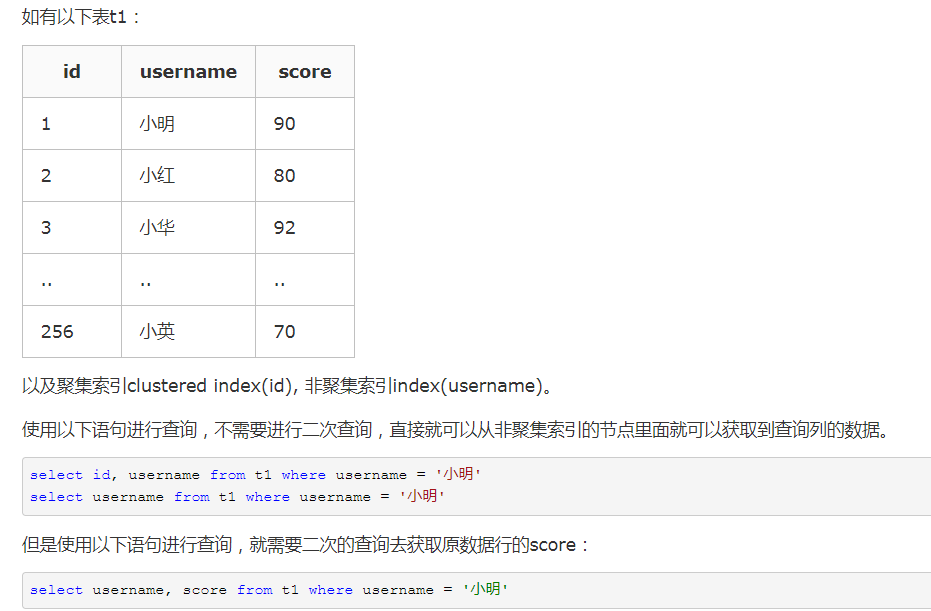 如有以下表t1：
id username score
1 小明 90
2 小红 80
3 小华 92
.. .. ..
256 小英 70
以及聚集索引clustered index(id), 非聚集索引index(username)。
使用以下语句进行查询，不需要进行二次查询，直接就可以从非聚集索引的节点里面就可以获取到查询列的数据。
select id, username from t1 where username = '小明'
select username from t1 where username = '小明'
但是使用以下语句进行查询，就需要二次的查询去获取原数据行的score：
select username, score from t1 where username = '小明'